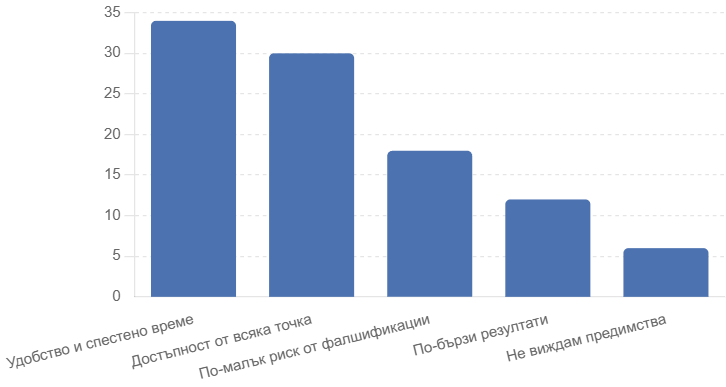 35
30
25
20
15
10
5
0
Удобство и спестено време
Достъпност от всяка точка
По-малък риск от фалшификации
По-бързи резултати
Не виждам предимства